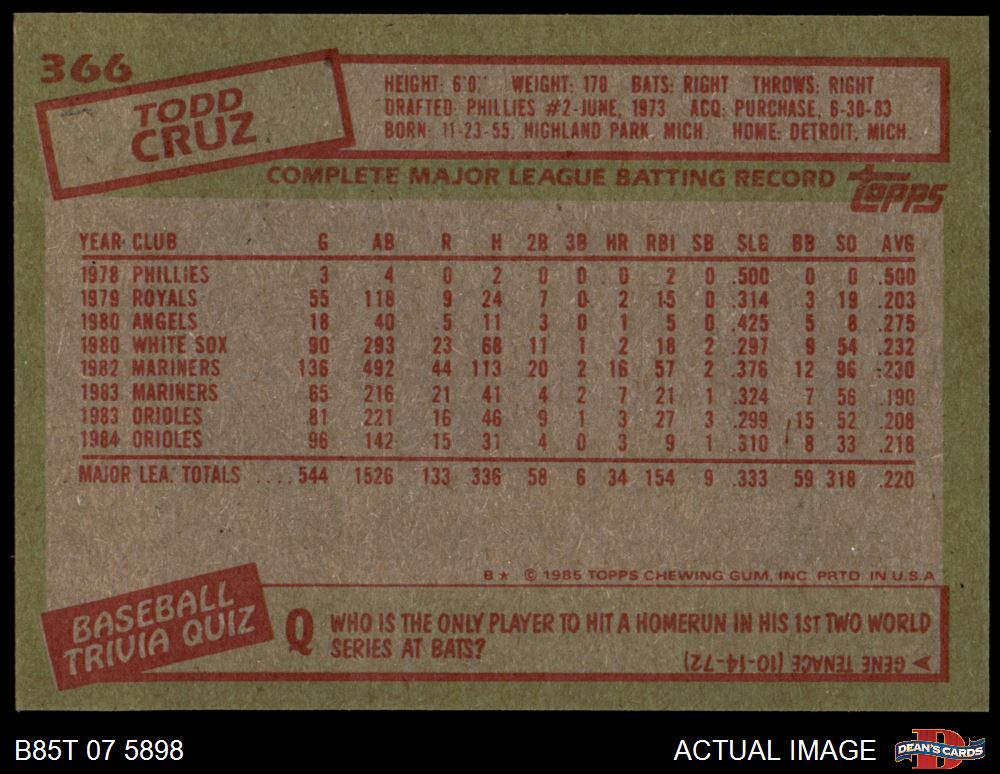 366
TODD
CRUZ
HEIGHT: 6'0" WEIGHT: 170 BATS: RIGHT THROWS: RIGHT
DRAFTED: PHILLIES #2-JUNE, 1973 ACQ: PURCHASE, 6-30-83
BORN: 11-23-55, HIGHLAND PARK, MICH. HOME: DETROIT, MICH.
COMPLETE MAJOR LEAGUE BATTING RECORD
Topps
YEAR CLUB G AB R H 2B 3B HR RBI SB SLG BB SO AVG
1978 PHILLIES 3 4 0 2 0 0 0 2 0 .500 0 0 .500
1979 ROYALS 55 118 9 24 7 0 2 15 0 .314 3 19 .203
1980 ANGELS 18 40 5 11 3 0 1 5 0 .425 5 8 .275
1980 WHITE SOX 90 293 23 68 11 1 2 18 2 .297 9 54 .232
1982 MARINERS 136 492 44 113 20 2 16 57 2 .376 12 96 .230
1983 MARINERS 65 216 21 41 4 2 7 21 1 .324 7 56 .190
1983 ORIOLES 81 221 16 46 9 1 3 27 3 .299 15 52 .208
1984 ORIOLES 96 142 15 31 4 0 3 9 1 .310 8 33 .218
MAJOR LEA. TOTALS ....544 1526 133 336 58 6 34 154 9 .333 59 318 .220
B* © 1985 TOPPS CHEWING GUM, INC. PRTD. IN U.S.A.
BASEBALL
TRIVIA QUIZ
Q WHO IS THE ONLY PLAYER TO HIT A HOMERUN IN HIS 1ST TWO WORLD
SERIES AT BATS?
GENE TENACE (10-14-72)
B85T 07 5898
ACTUAL IMAGE
DEAN'S CARDS